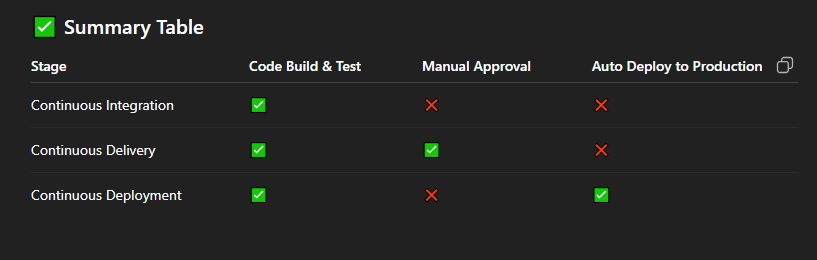 ✅ Summary Table
Stage Code Build & Test Manual Approval Auto Deploy to Production
Continuous Integration ✅ ❌ ❌
Continuous Delivery ✅ ✅ ❌
Continuous Deployment ✅ ❌ ✅